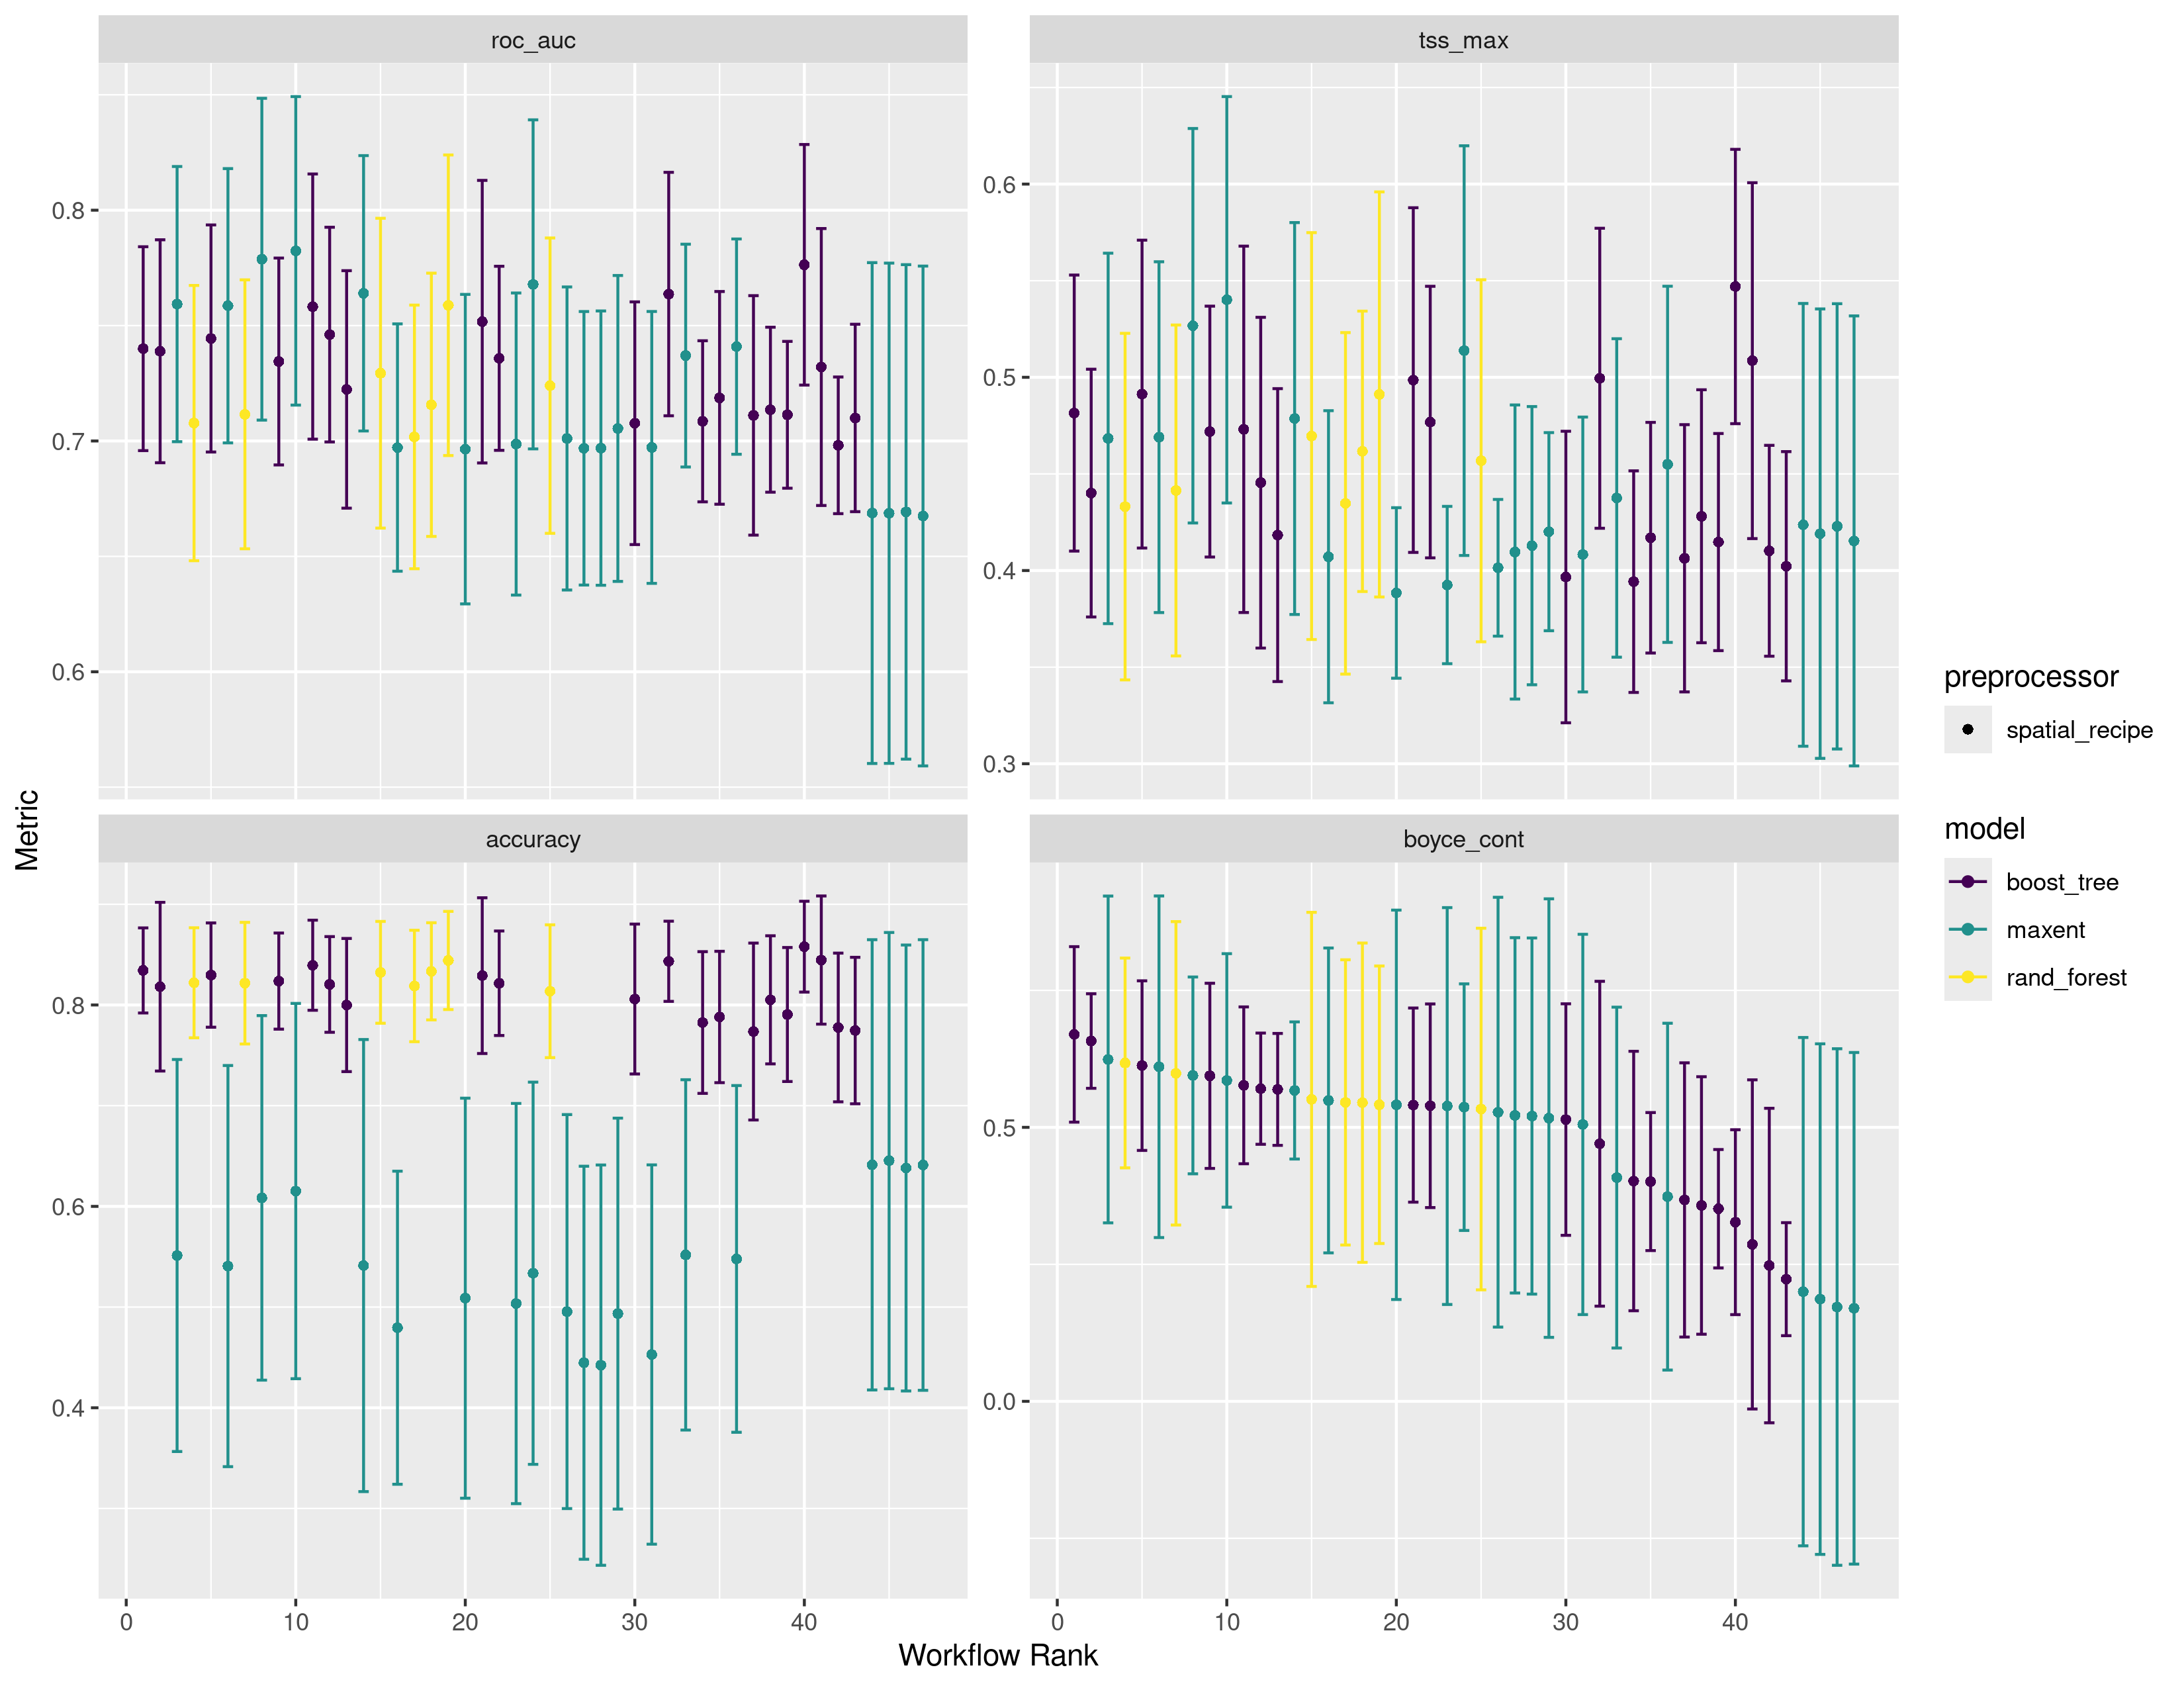 roc_auc
tss_max
0.8
0.7
0.6
0.6
0.5
0.4
0.3
accuracy
boyce_cont
0.8
0.6
0.4
0.5
0.0
0 10 20 30 40
0 10 20 30 40
Workflow Rank
Metric
preprocessor
spatial_recipe
model
boost_tree
maxent
rand_forest